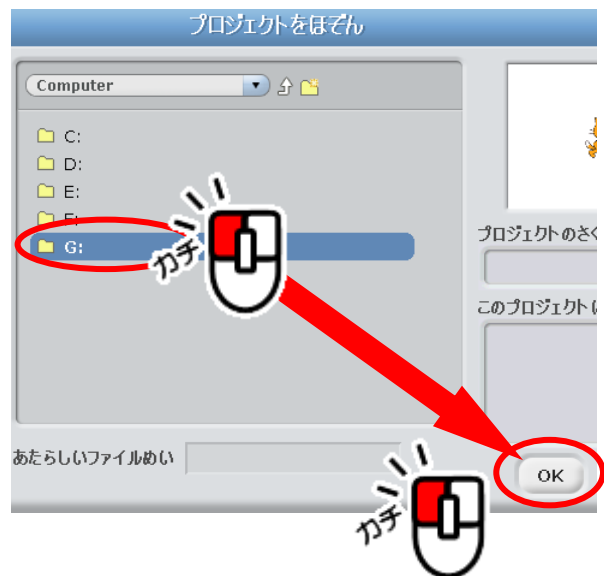 プロジェクトをほぞん
Computer
C:
D:
E:
F:
G:
カチ
プロジェクトのさく
このプロジェクトに
あたらしいファイルめい
OK
カチ